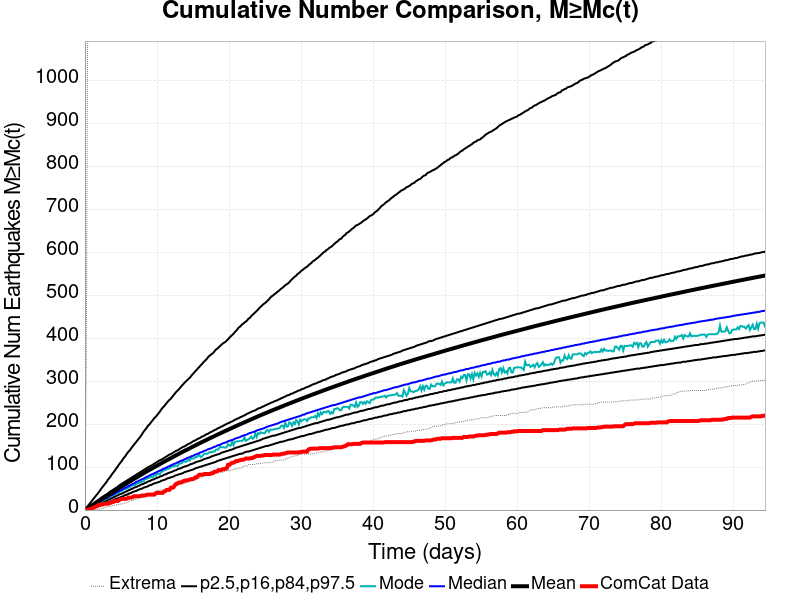 Cumulative Number Comparison, M≥Mc(t)
Cumulative Num Earthquakes M≥Mc(t)
1000
900
800
700
600
500
400
300
200
100
0
0 10 20 30 40 50 60 70 80 90
Time (days)
Extrema p2.5,p16,p84,p97.5 Mode Median Mean ComCat Data